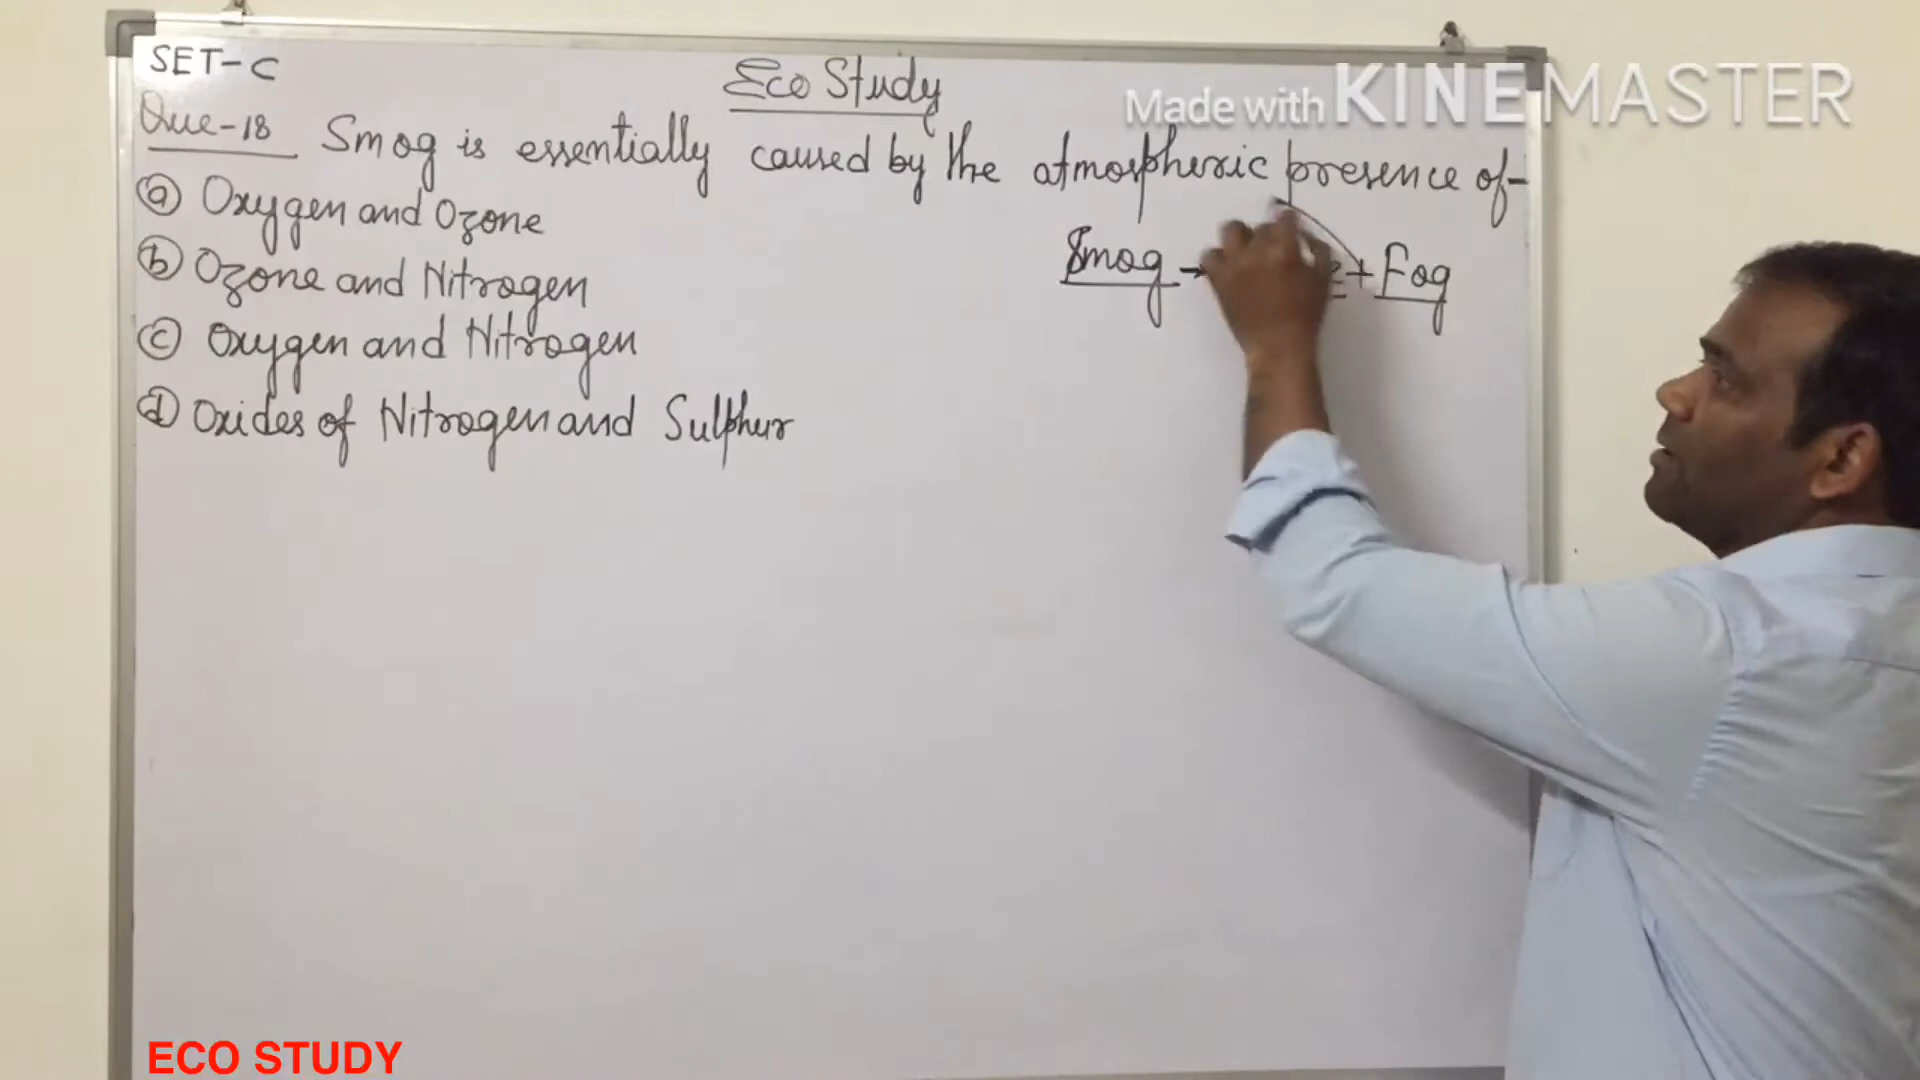 SET-C
Eco Study
Made with KINEMASTER
Que-18 Smog is essentially caused by the atmospheric presence of-
(a) Oxygen and Ozone
Smog → + Fog
(b) Ozone and Nitrogen
(c) Oxygen and Nitrogen
(d) Oxides of Nitrogen and Sulphur
ECO STUDY